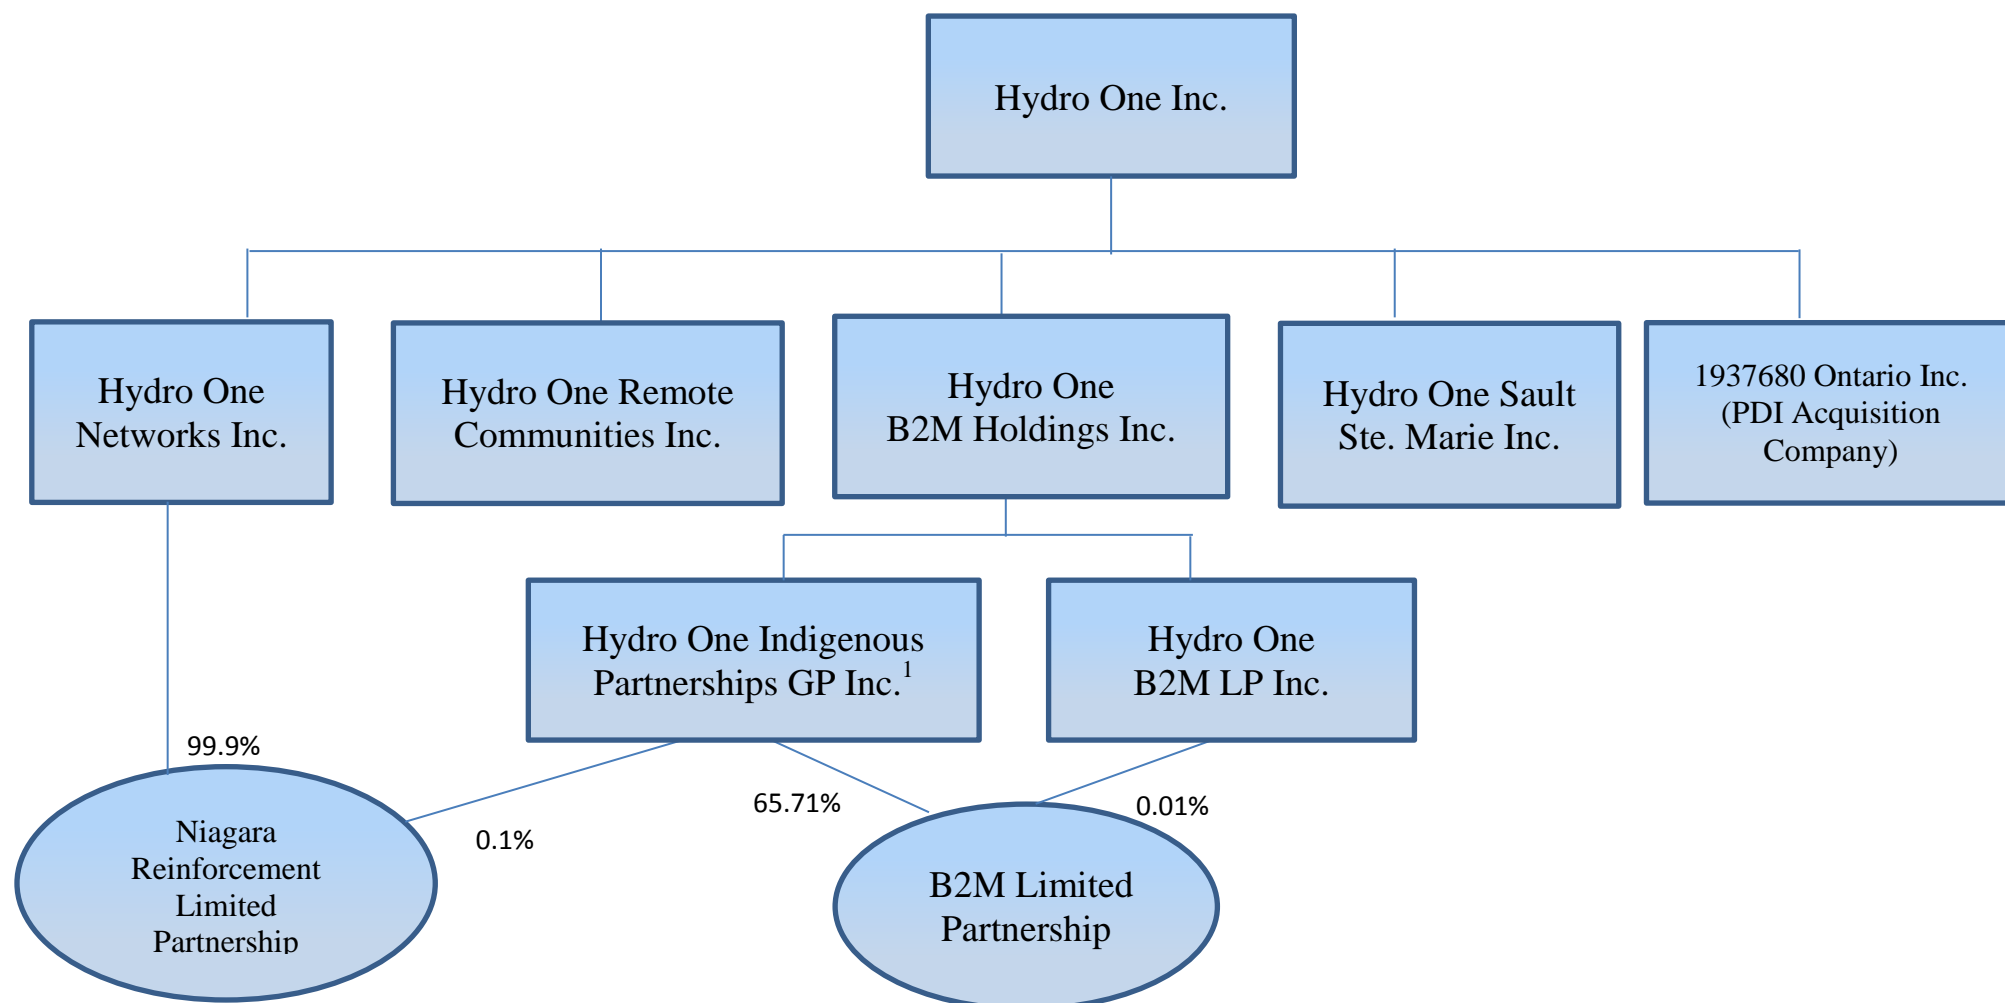 Hydro One Inc.
Hydro One
Networks Inc.
Hydro One Remote
Communities Inc.
Hydro One
B2M Holdings Inc.
Hydro One Sault
Ste. Marie Inc.
1937680 Ontario Inc.
(PDI Acquisition
Company)
Hydro One Indigenous
Partnerships GP Inc.1
Hydro One
B2M LP Inc.
99.9%
0.1%
65.71%
0.01%
Niagara
Reinforcement
Limited
Partnership
B2M Limited
Partnership